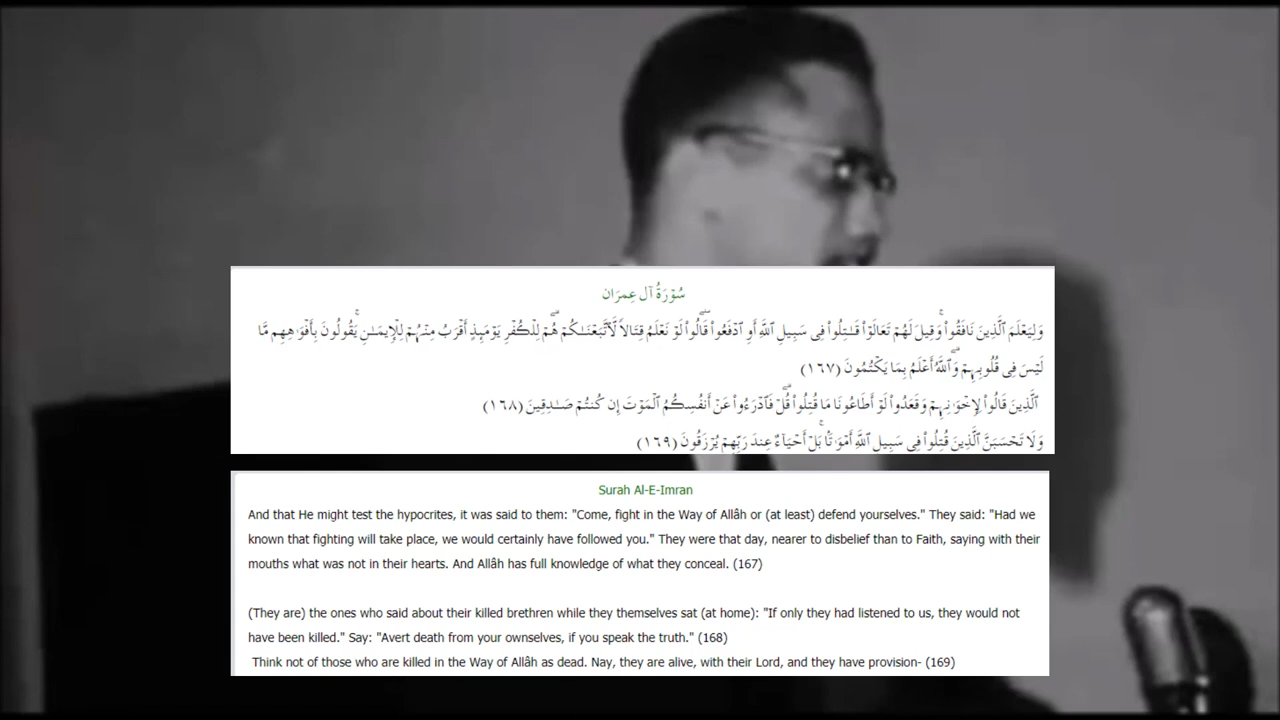 سُوۡرَةُ آل عِمرَان
وَلِيَعۡلَمَ ٱلَّذِينَ نَافَقُواْ‌ۚ وَقِيلَ لَهُمۡ تَعَالَوۡاْ قَـٰتِلُواْ فِى سَبِيلِ ٱللَّهِ أَوِ ٱدۡفَعُواْ‌ۖ قَالُواْ لَوۡ نَعۡلَمُ قِتَالاً۬ لَّٱتَّبَعۡنَـٰكُمۡ‌ۗ هُمۡ لِلۡڪُفۡرِ يَوۡمَٮِٕذٍ أَقۡرَبُ مِنۡہُمۡ لِلۡإِيمَـٰنِ‌ۚ يَقُولُونَ بِأَفۡوَٲهِهِم مَّا
لَيۡسَ فِى قُلُوبِہِمۡ‌ۗ وَٱللَّهُ أَعۡلَمُ بِمَا يَكۡتُمُونَ (١٦٧)
ٱلَّذِينَ قَالُواْ لِإِخۡوَٲنِہِمۡ وَقَعَدُواْ لَوۡ أَطَاعُونَا مَا قُتِلُواْ‌ۗ قُلۡ فَٱدۡرَءُواْ عَنۡ أَنفُسِڪُمُ ٱلۡمَوۡتَ إِن كُنتُمۡ صَـٰدِقِينَ (١٦٨)
وَلَا تَحۡسَبَنَّ ٱلَّذِينَ قُتِلُواْ فِى سَبِيلِ ٱللَّهِ أَمۡوَٲتَۢا‌ۚ بَلۡ أَحۡيَآءٌ عِندَ رَبِّهِمۡ يُرۡزَقُونَ (١٦٩)
Surah Al-E-Imran
And that He might test the hypocrites, it was said to them: "Come, fight in the Way of Allâh or (at least) defend yourselves." They said: "Had we
known that fighting will take place, we would certainly have followed you." They were that day, nearer to disbelief than to Faith, saying with their
mouths what was not in their hearts. And Allâh has full knowledge of what they conceal. (167)
(They are) the ones who said about their killed brethren while they themselves sat (at home): "If only they had listened to us, they would not
have been killed." Say: "Avert death from your ownselves, if you speak the truth." (168)
Think not of those who are killed in the Way of Allâh as dead. Nay, they are alive, with their Lord, and they have provision- (169)